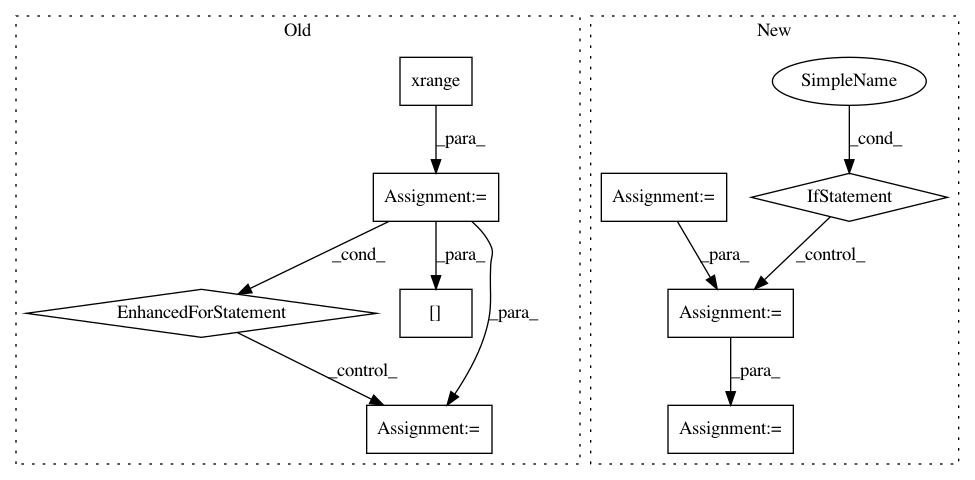 Old
New
xrange
SimpleName
_para_
_cond_
Assignment:=
Assignment:=
IfStatement
_cond_
_para_
_para_
_control_
EnhancedForStatement
[]
_para_
Assignment:=
_control_
_para_
Assignment:=
Assignment:=